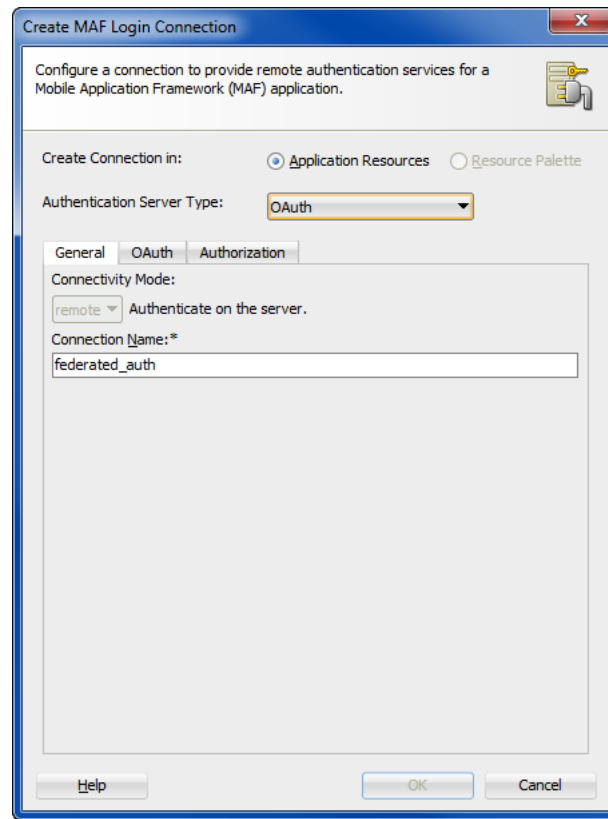 Create MAF Login Connection
Configure a connection to provide remote authentication services for a
Mobile Application Framework (MAF) application.
Create Connection in: Application Resources Resource Palette
Authentication Server Type: OAuth
General OAuth Authorization
Connectivity Mode:
remote Authenticate on the server.
Connection Name:*
federated_auth
Help OK Cancel